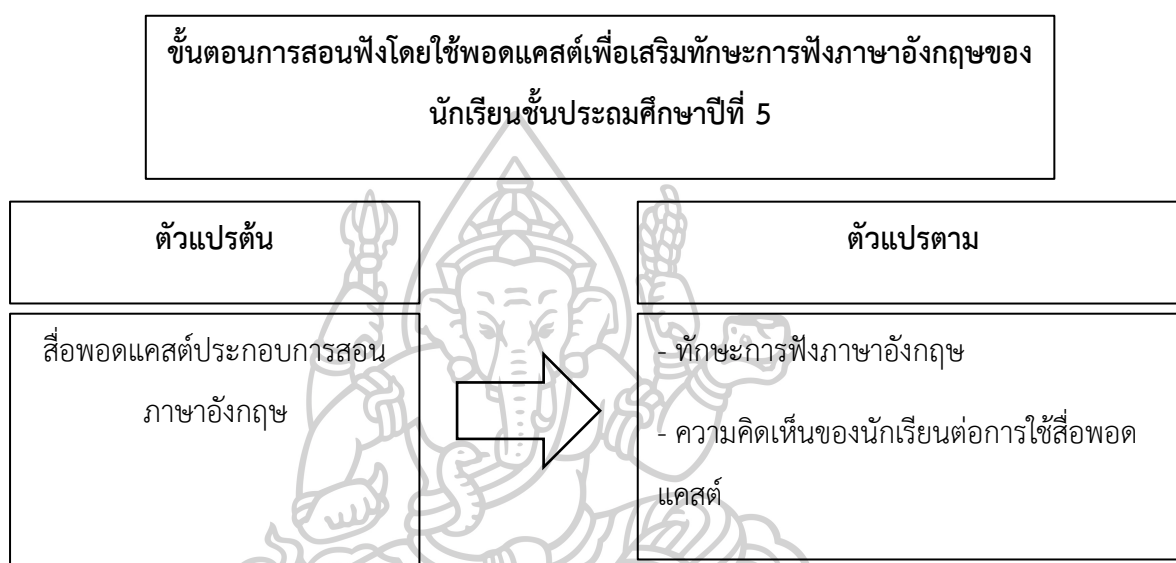 ขั้นตอนการสอนฟังโดยใช้พอดแคสต์เพื่อเสริมทักษะการฟังภาษาอังกฤษของ
นักเรียนชั้นประถมศึกษาปีที่ 5
ตัวแปรต้น
สื่อพอดแคสต์ประกอบการสอน
ภาษาอังกฤษ
ตัวแปรตาม
- ทักษะการฟังภาษาอังกฤษ
- ความคิดเห็นของนักเรียนต่อการใช้สื่อพอด
แคสต์